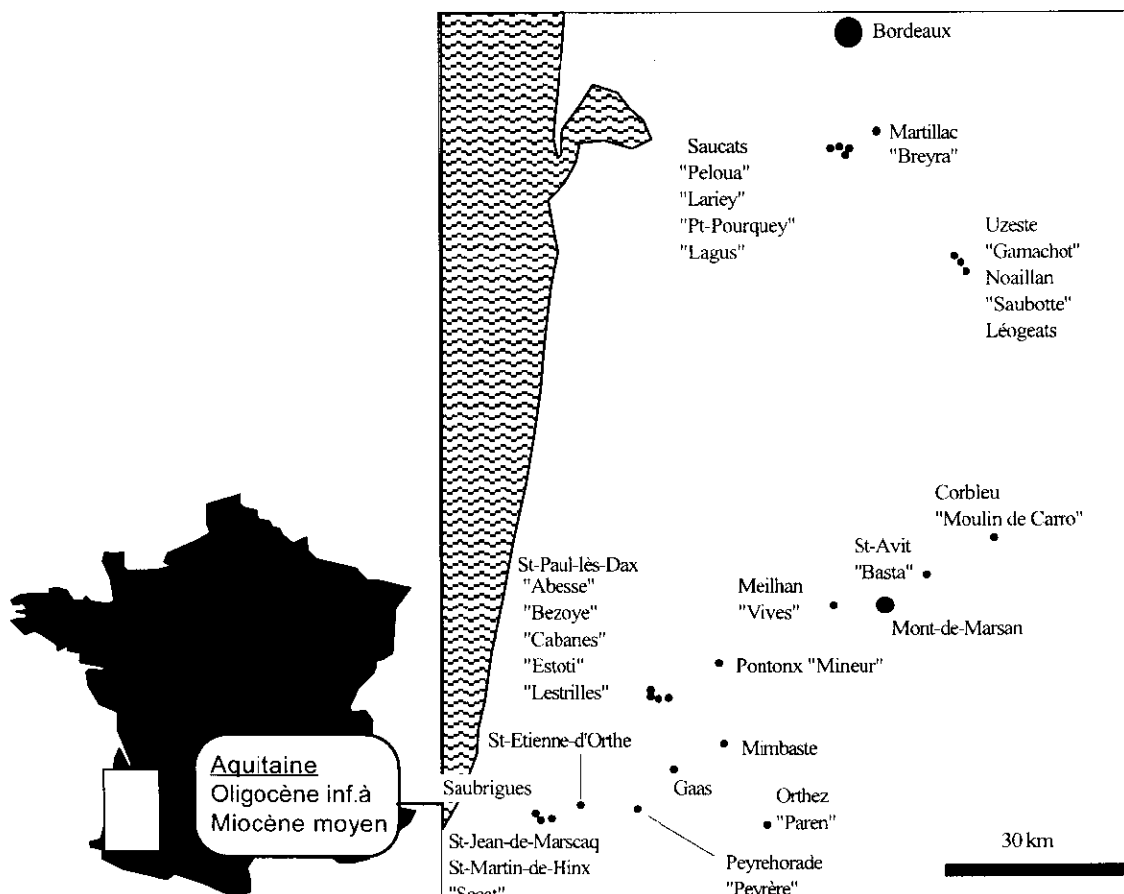 Bordeaux
Martillac
"Breyra"
Saucats
"Peloua"
"Lariey"
"Pt-Pourquey"
"Lagus"
Uzeste
"Gamachot"
Noaillan
"Saubotte"
Léogeats
Corbleu
"Moulin de Carro"
St-Avit
"Basta"
Mont-de-Marsan
Meilhan
"Vives"
St-Paul-lès-Dax
"Abesse"
"Bezoye"
"Cabanes"
"Estoti"
"Lestrilles"
Pontonx "Mineur"
St-Etienne-d'Orthe
Mimbaste
Gaas
Saubrigues
Orthez
"Paren"
St-Jean-de-Marscaq
St-Martin-de-Hinx
Peyrehorade
"Peyrère"
Aquitaine
Oligocène inf.à
Miocène moyen
30 km